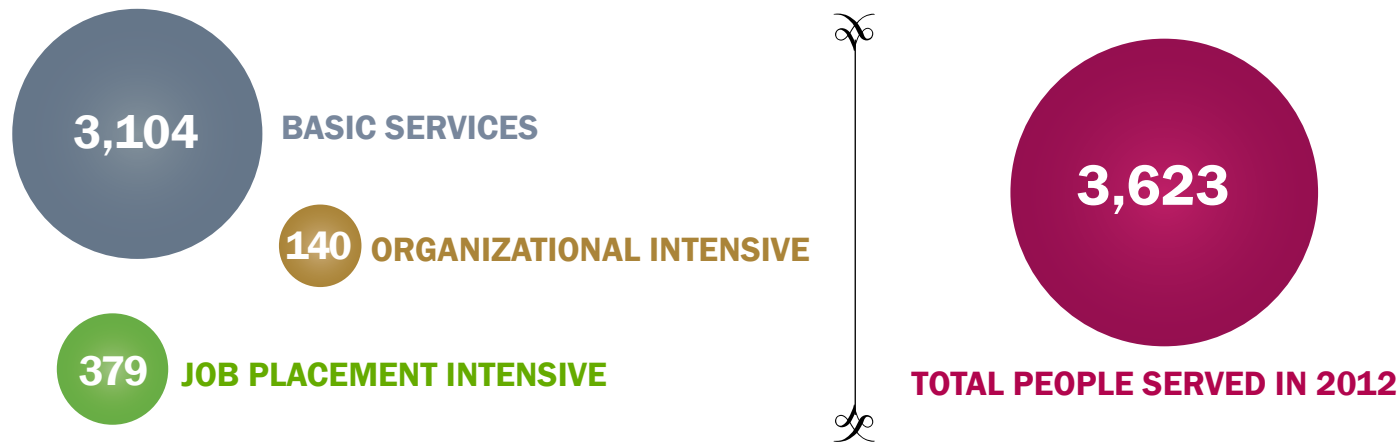 3,104
BASIC SERVICES
140
ORGANIZATIONAL INTENSIVE
379
JOB PLACEMENT INTENSIVE
3,623
TOTAL PEOPLE SERVED IN 2012